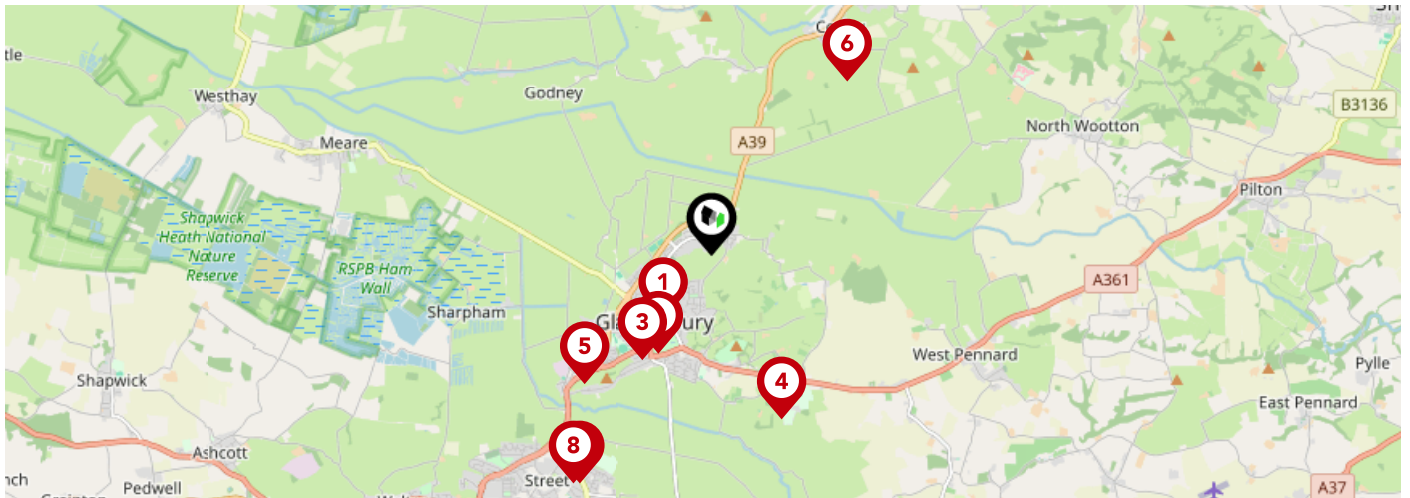 6
Westhay
Godney
B3136
North Wootton
A39
Meare
Pilton
Shapwick
Heath National
Nature
Reserve
RSPB Ham
Wall
A361
1
Sharpham
3
5
West Pennard
Pylle
Shapwick
4
East Pennard
8
Ashcott
Street
Pedwell
A37